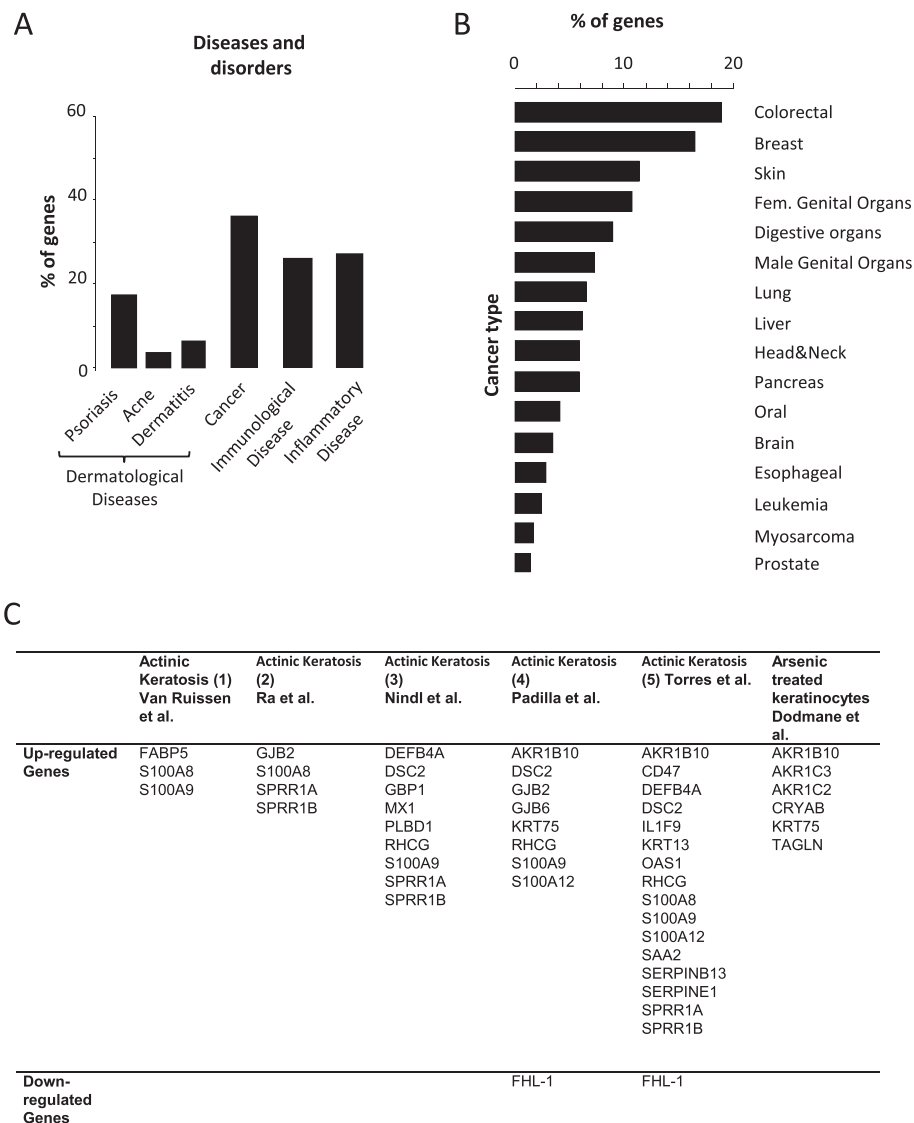 A
Diseases and
disorders
% of genes
60
40
20
0
Psoriasis
Acne
Dermatitis
Cancer
Immunological
Disease
Inflammatory
Disease
Dermatological
Diseases
B
% of genes
0 10 20
Cancer type
Colorectal
Breast
Skin
Fem. Genital Organs
Digestive organs
Male Genital Organs
Lung
Liver
Head&Neck
Pancreas
Oral
Brain
Esophageal
Leukemia
Myosarcoma
Prostate
C
Actinic
Keratosis (1)
Van Ruissen
et al.
Actinic Keratosis
(2)
Ra et al.
Actinic Keratosis
(3)
Nindl et al.
Actinic Keratosis
(4)
Padilla et al.
Actinic Keratosis
(5) Torres et al.
Arsenic
treated
keratinocytes
Dodmane et
al.
Up-regulated
Genes
FABP5
S100A8
S100A9
GJB2
S100A8
SPRR1A
SPRR1B
DEFB4A
DSC2
GBP1
MX1
PLBD1
RHCG
S100A9
SPRR1A
SPRR1B
AKR1B10
DSC2
GJB2
GJB6
KRT75
RHCG
S100A9
S100A12
AKR1B10
CD47
DEFB4A
DSC2
IL1F9
KRT13
OAS1
RHCG
S100A8
S100A9
S100A12
SAA2
SERPINB13
SERPINE1
SPRR1A
SPRR1B
AKR1B10
AKR1C3
AKR1C2
CRYAB
KRT75
TAGLN
Down-
regulated
Genes
FHL-1
FHL-1